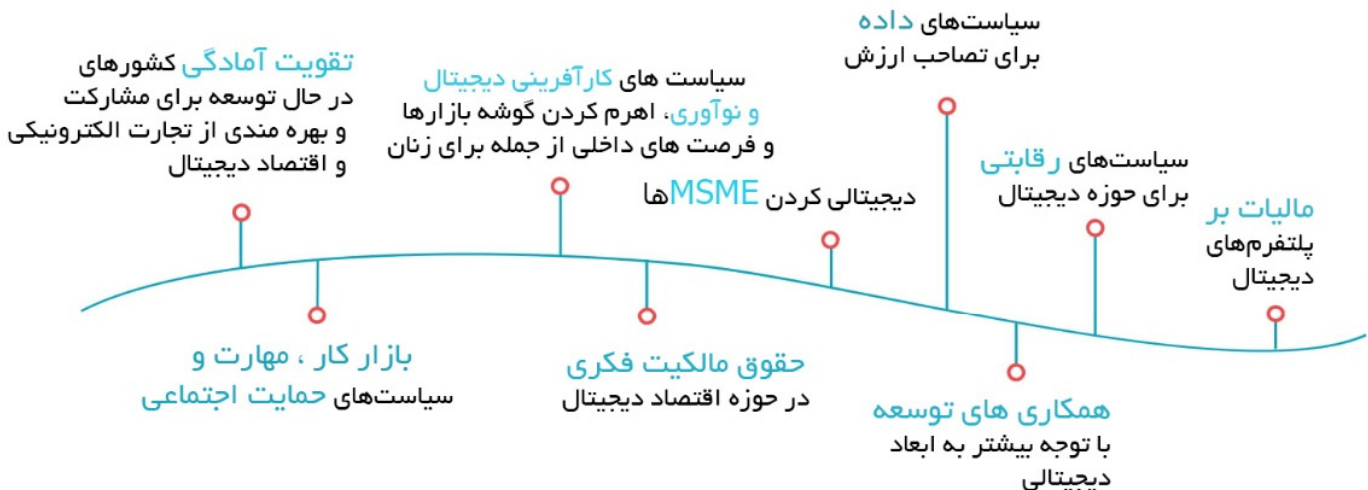 تقویت آمادگی کشورهای
در حال توسعه برای مشارکت
و بهره مندی از تجارت الکترونیکی
و اقتصاد دیجیتال
سیاست های کارآفرینی دیجیتال
و نوآوری، اهرم کردن گوشه بازارها
و فرصت های داخلی از جمله برای زنان
دیجیتالی کردن MSMEها
سیاست‌های داده
برای تصاحب ارزش
سیاست‌های رقابتی
برای حوزه دیجیتال
مالیات بر
پلتفرم‌های
دیجیتال
بازار کار ، مهارت و
سیاست‌های حمایت اجتماعی
حقوق مالکیت فکری
در حوزه اقتصاد دیجیتال
همکاری های توسعه
با توجه بیشتر به ابعاد
دیجیتالی